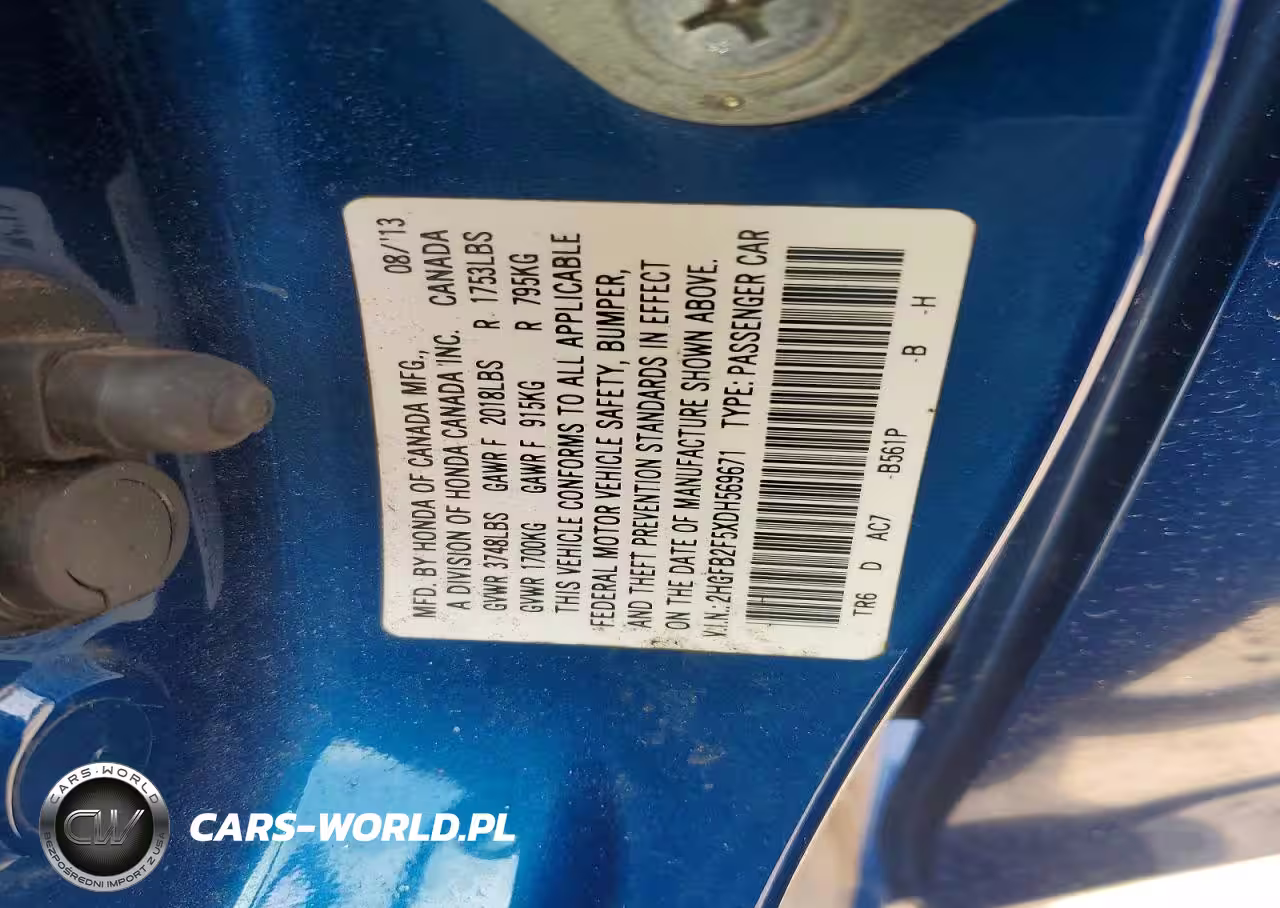 MFD. BY HONDA OF CANADA MFG., 08/'13
A DIVISION OF HONDA CANADA INC. CANADA
GVWR 3748LBS GAWR F 2018LBS R 1753LBS
GVWR 1700KG GAWR F 915KG R 795KG
THIS VEHICLE CONFORMS TO ALL APPLICABLE
FEDERAL MOTOR VEHICLE SAFETY, BUMPER,
AND THEFT PREVENTION STANDARDS IN EFFECT
ON THE DATE OF MANUFACTURE SHOWN ABOVE.
V.I.N.:2HGFB2F5XDH569671 TYPE:PASSENGER CAR
TR6 D AC7 -B561P -B -H
CARS-WORLD
CW
BEZPOŚREDNI IMPORT Z USA
CARS-WORLD.PL